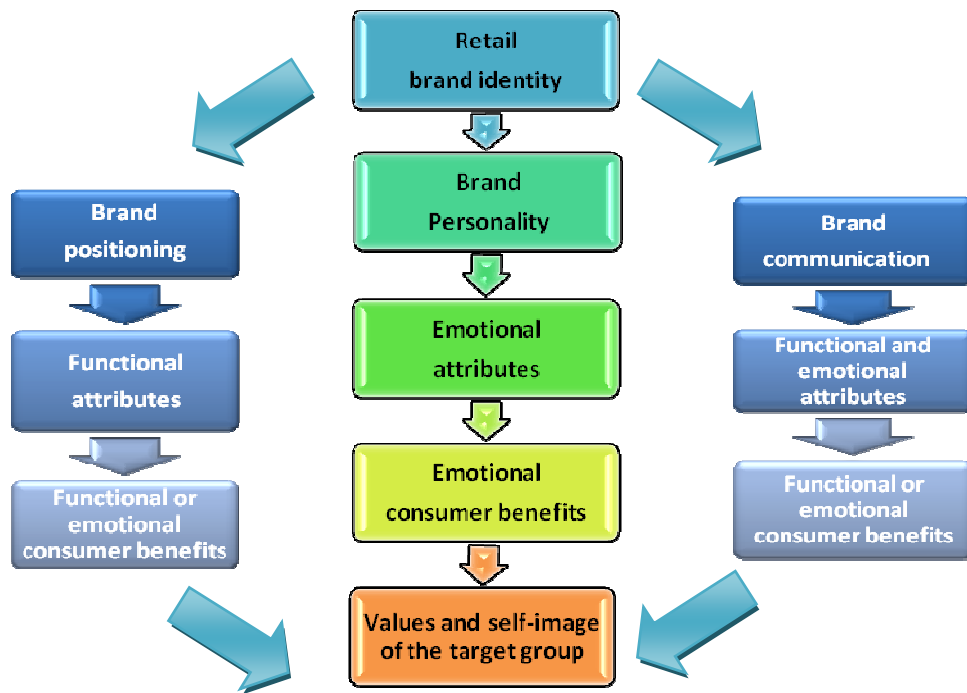 Retail
brand identity
Brand
positioning
Functional
attributes
Functional or
emotional
consumer benefits
Brand
Personality
Emotional
attributes
Emotional
consumer benefits
Brand
communication
Functional and
emotional
attributes
Functional or
emotional
consumer benefits
Values and self-image
of the target group